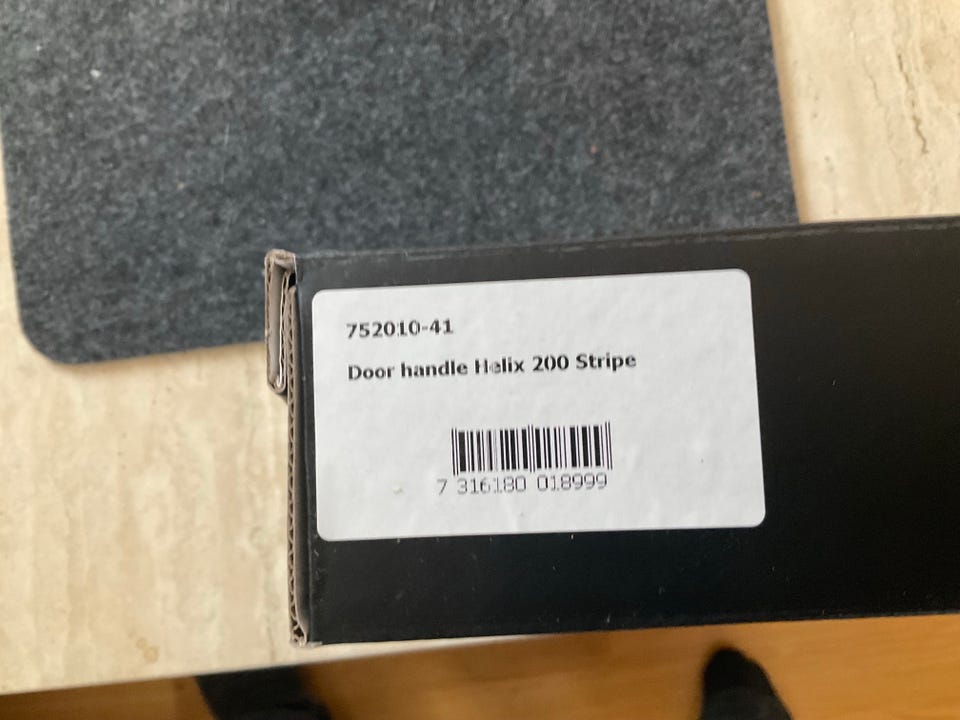 752010-41
Door handle Helix 200 Stripe
7 316180 018999